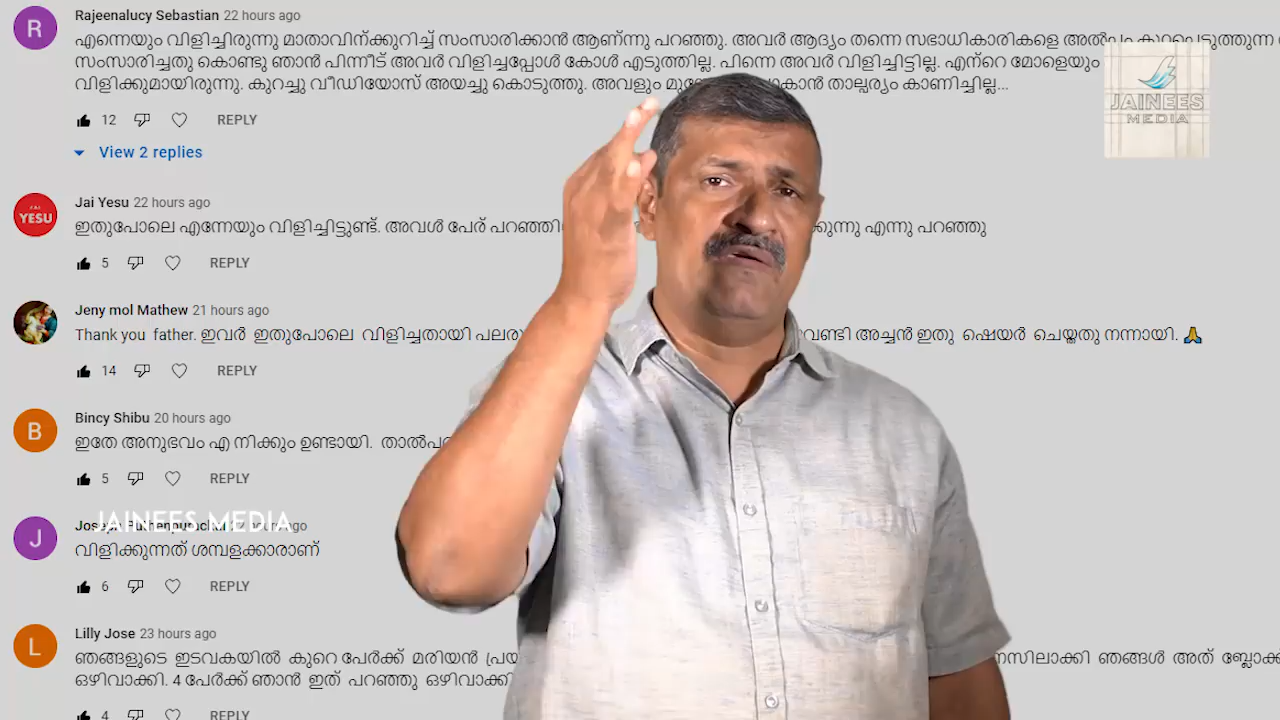 R
Rajeenalucy Sebastian 22 hours ago
എന്നെയും വിളിച്ചിരുന്നു മാതാവിന്ക്കുറിച്ച് സംസാരിക്കാൻ ആണ്ന്നു പറഞ്ഞു. അവർ ആദ്യം തന്നെ സഭാധികാരികളെ അൽപം കുറ്റപ്പെടുത്തുന്ന
സംസാരിച്ചതു കൊണ്ടു ഞാൻ പിന്നീട് അവർ വിളിച്ചപ്പോൾ കോൾ എടുത്തില്ല. പിന്നെ അവർ വിളിച്ചിട്ടില്ല. എന്റെ മോളെയും
വിളിക്കുമായിരുന്നു. കുറച്ചു വീഡിയോസ് അയച്ചു കൊടുത്തു. അവളും താല്പര്യം കാണിച്ചില്ല...
12 REPLY
View 2 replies
JAINEES
MEDIA
YESU
Jai Yesu 22 hours ago
ഇതുപോലെ എന്നേയും വിളിച്ചിട്ടുണ്ട്. അവൾ പേര് എന്നു പറഞ്ഞു
5 REPLY
Jeny mol Mathew 21 hours ago
Thank you father. ഇവർ ഇതുപോലെ വിളിച്ചതായി അച്ചൻ ഇതു ഷെയർ ചെയ്തതു നന്നായി. 🙏
14 REPLY
B
Bincy Shibu 20 hours ago
ഇതേ അനുഭവം എ നിക്കും ഉണ്ടായി.
5 REPLY
J
JAINEES MEDIA
hours ago
വിളിക്കുന്നത് ശമ്പളക്കാരാണ്
6 REPLY
L
Lilly Jose 23 hours ago
ഞങ്ങളുടെ ഇടവകയിൽ കുറെ പേർക്ക് മരിയൻ ഞങ്ങൾ അത്
ഒഴിവാക്കി. 4 പേർക്ക് ഞാൻ ഇത് പറഞ്ഞു ഒഴിവാക്കി
4 REPLY